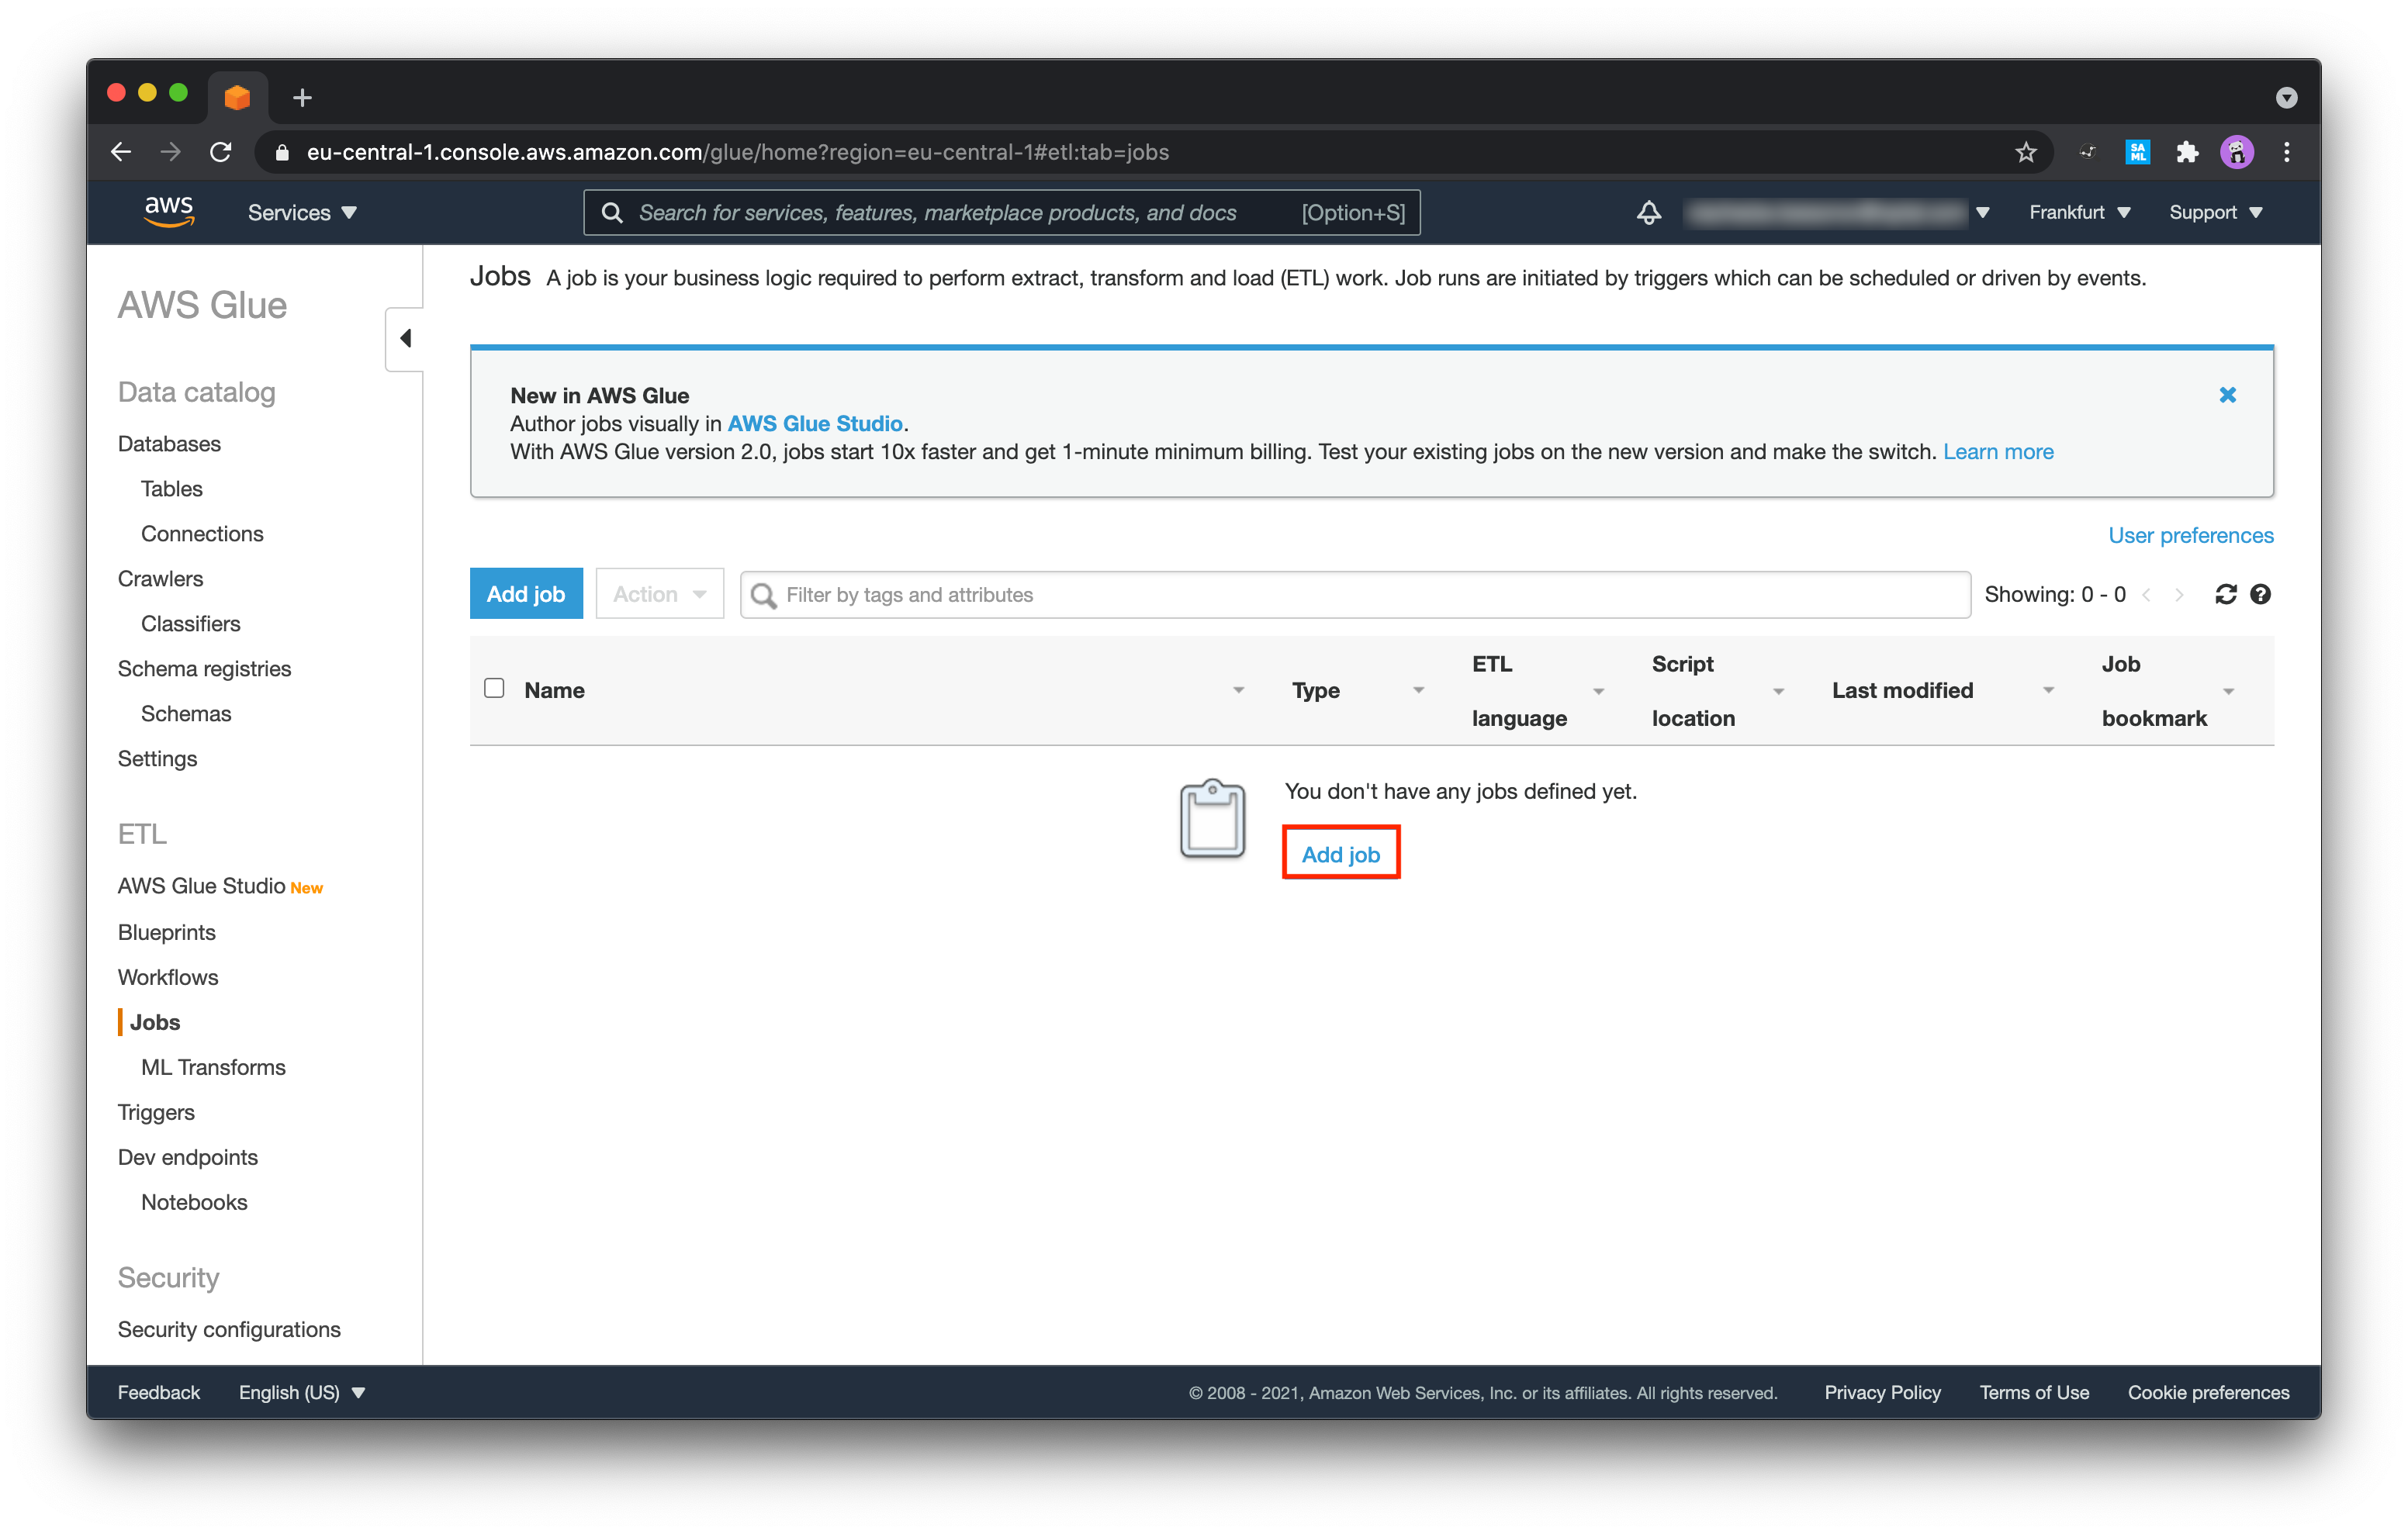 eu-central-1.console.aws.amazon.com/glue/home?region=eu-central-1#etl:tab=jobs
SA
ML
aws
Services
Search for services, features, marketplace products, and docs
[Option+S]
Frankfurt
Support
AWS Glue
Data catalog
Databases
Tables
Connections
Crawlers
Classifiers
Schema registries
Schemas
Settings
ETL
AWS Glue Studio New
Blueprints
Workflows
Jobs
ML Transforms
Triggers
Dev endpoints
Notebooks
Security
Security configurations
Jobs A job is your business logic required to perform extract, transform and load (ETL) work. Job runs are initiated by triggers which can be scheduled or driven by events.
New in AWS Glue
Author jobs visually in AWS Glue Studio.
With AWS Glue version 2.0, jobs start 10x faster and get 1-minute minimum billing. Test your existing jobs on the new version and make the switch. Learn more
User preferences
Add job
Action
Filter by tags and attributes
Showing: 0 - 0
Name
Type
ETL
language
Script
location
Last modified
Job
bookmark
You don't have any jobs defined yet.
Add job
Feedback
English (US)
© 2008 - 2021, Amazon Web Services, Inc. or its affiliates. All rights reserved.
Privacy Policy
Terms of Use
Cookie preferences